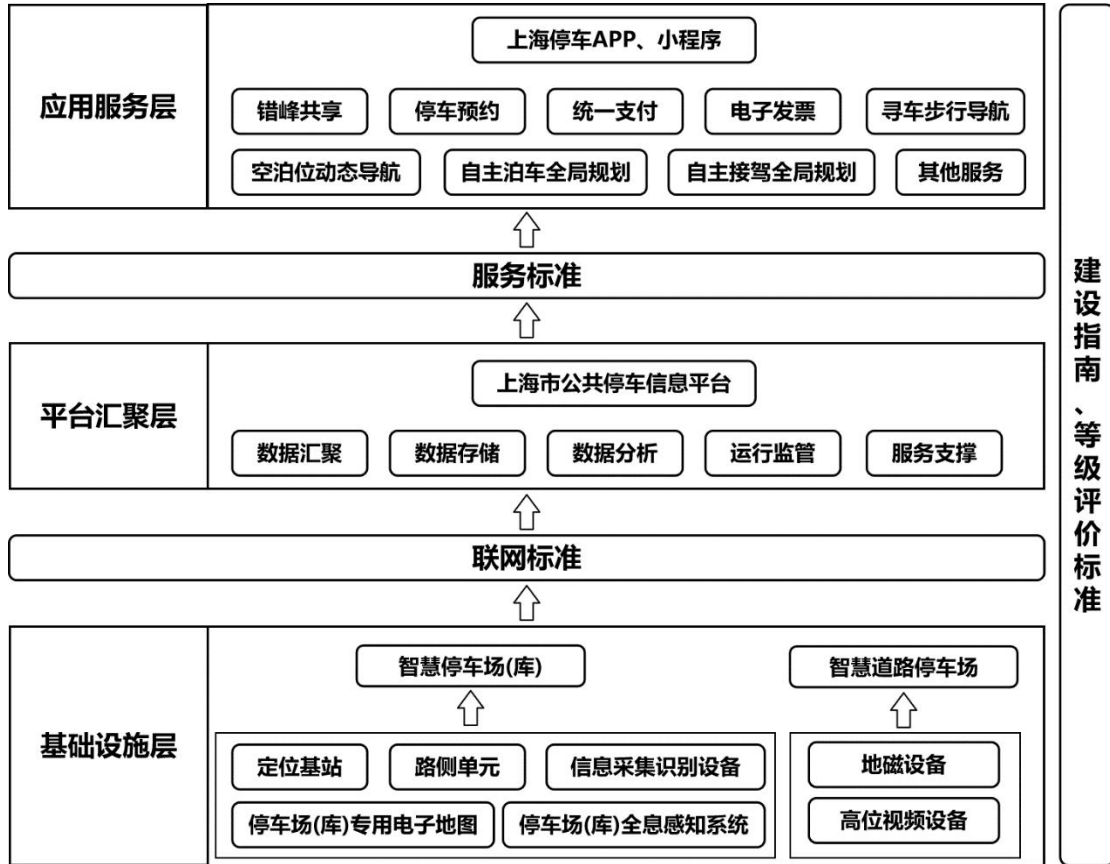 应用服务层
上海停车APP、小程序
错峰共享
停车预约
统一支付
电子发票
寻车步行导航
空泊位动态导航
自主泊车全局规划
自主接驾全局规划
其他服务
服务标准
平台汇聚层
上海市公共停车信息平台
数据汇聚
数据存储
数据分析
运行监管
服务支撑
联网标准
基础设施层
智慧停车场(库)
定位基站
路侧单元
信息采集识别设备
停车场(库)专用电子地图
停车场(库)全息感知系统
智慧道路停车场
地磁设备
高位视频设备
建设指南、等级评价标准